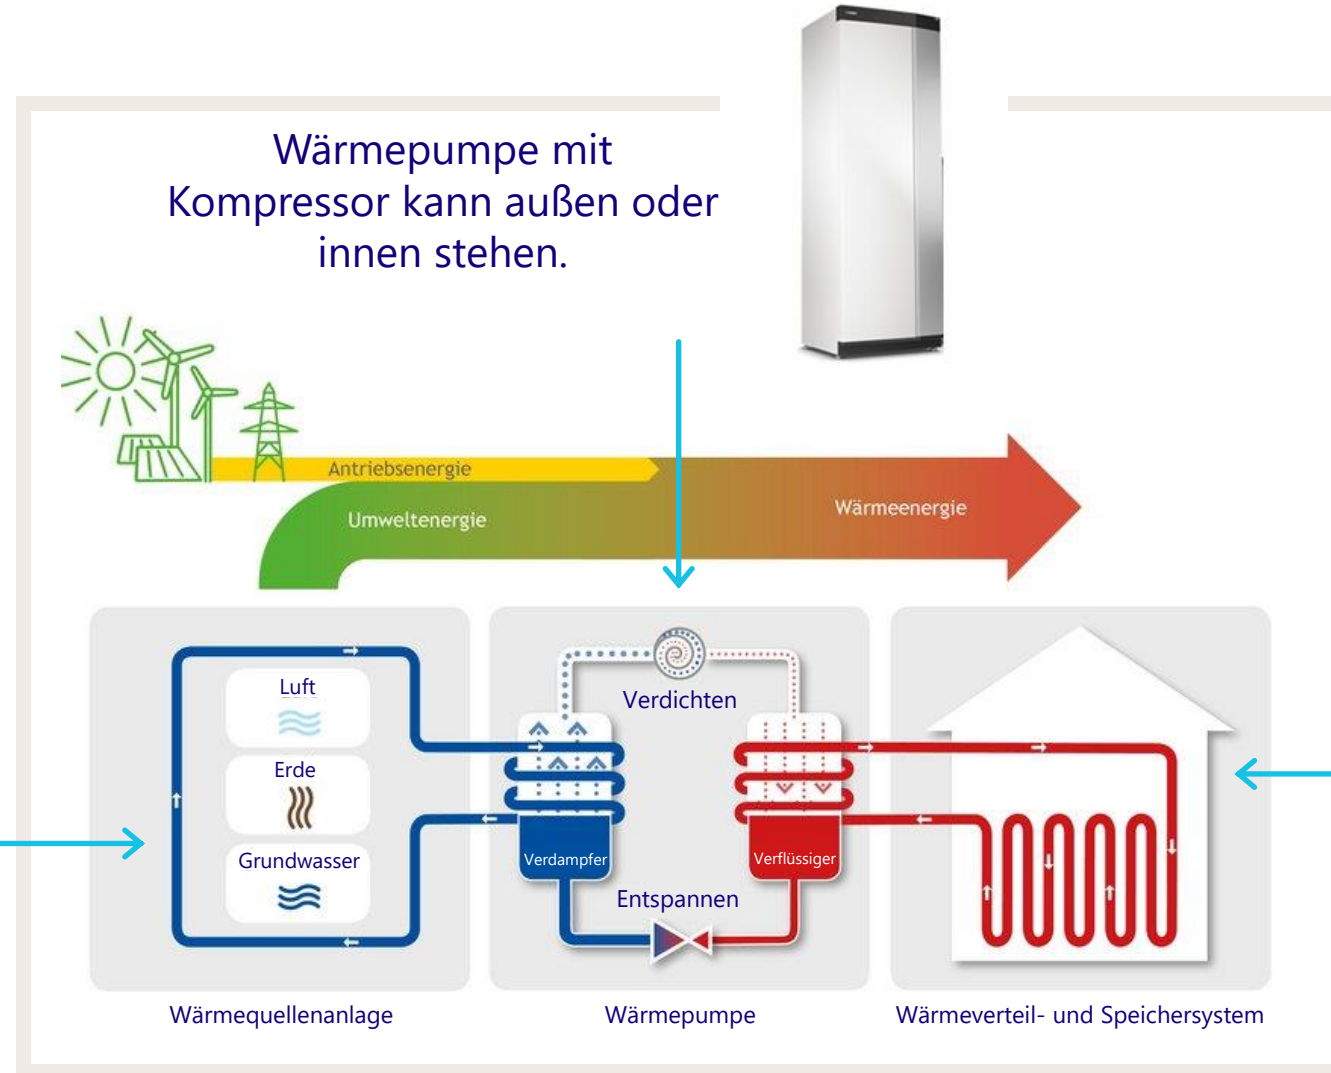 Wärmepumpe mit
Kompressor kann außen oder
innen stehen.
Antriebsenergie
Umweltenergie
Wärmeenergie
Luft
Erde
Grundwasser
Verdichten
Verdampfer
Verflüssiger
Entspannen
Wärmequellenanlage
Wärmepumpe
Wärmeverteil- und Speichersystem